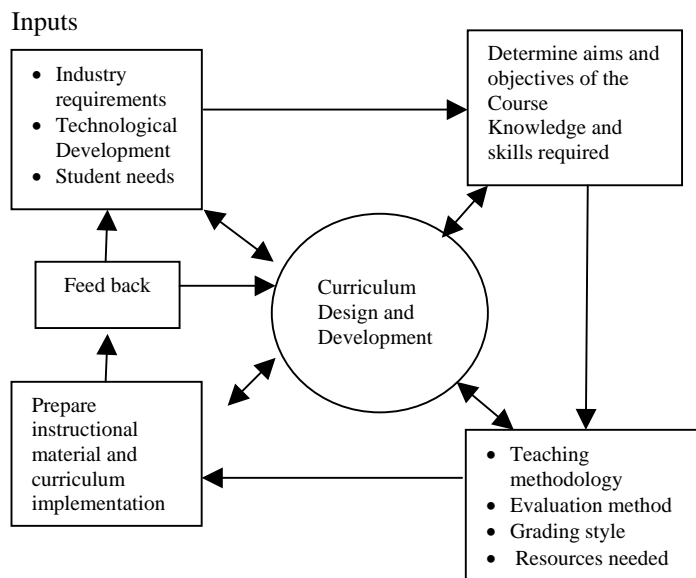 Inputs
• Industry
requirements
• Technological
Development
• Student needs
Determine aims and
objectives of the
Course
Knowledge and
skills required
Feed back
Curriculum
Design and
Development
Prepare
instructional
material and
curriculum
implementation
• Teaching
methodology
• Evaluation method
• Grading style
• Resources needed